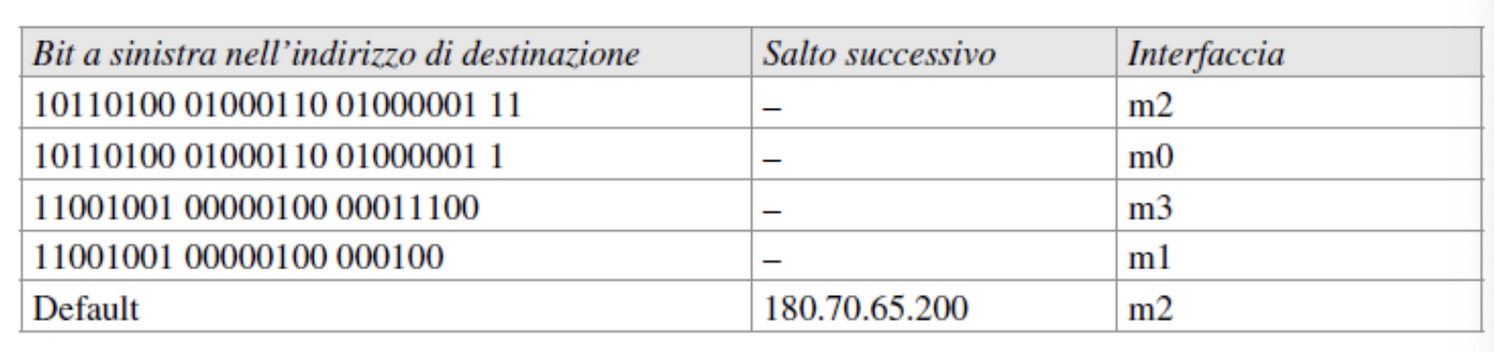 Bit a sinistra nell'indirizzo di destinazione Salto successivo Interfaccia
10110100 01000110 01000001 11 – m2
10110100 01000110 01000001 1 – m0
11001001 00000100 00011100 – m3
11001001 00000100 000100 – m1
Default 180.70.65.200 m2